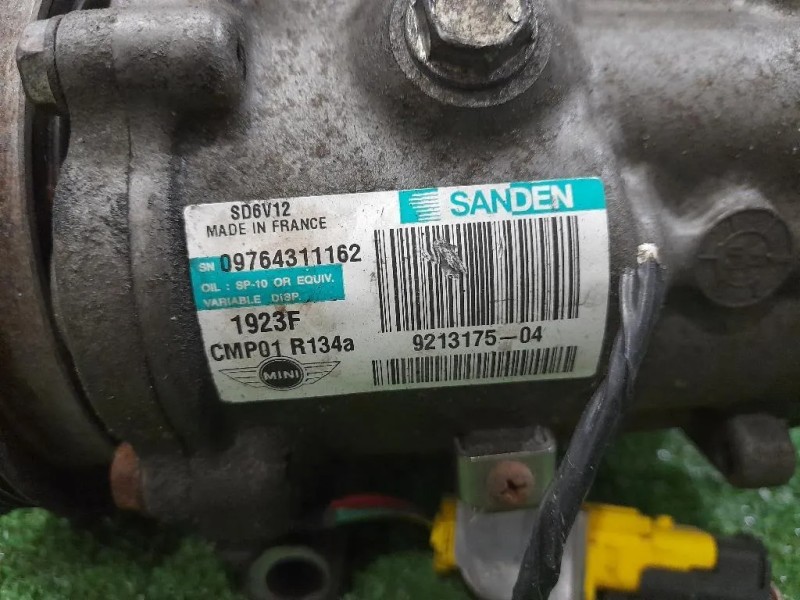 SD6V12
MADE IN FRANCE
SANDEN
SN 09764311162
OIL : SP-10 OR EQUIV.
VARIABLE DISP.
1923F
CMP01 R134a
9213175-04
MINI